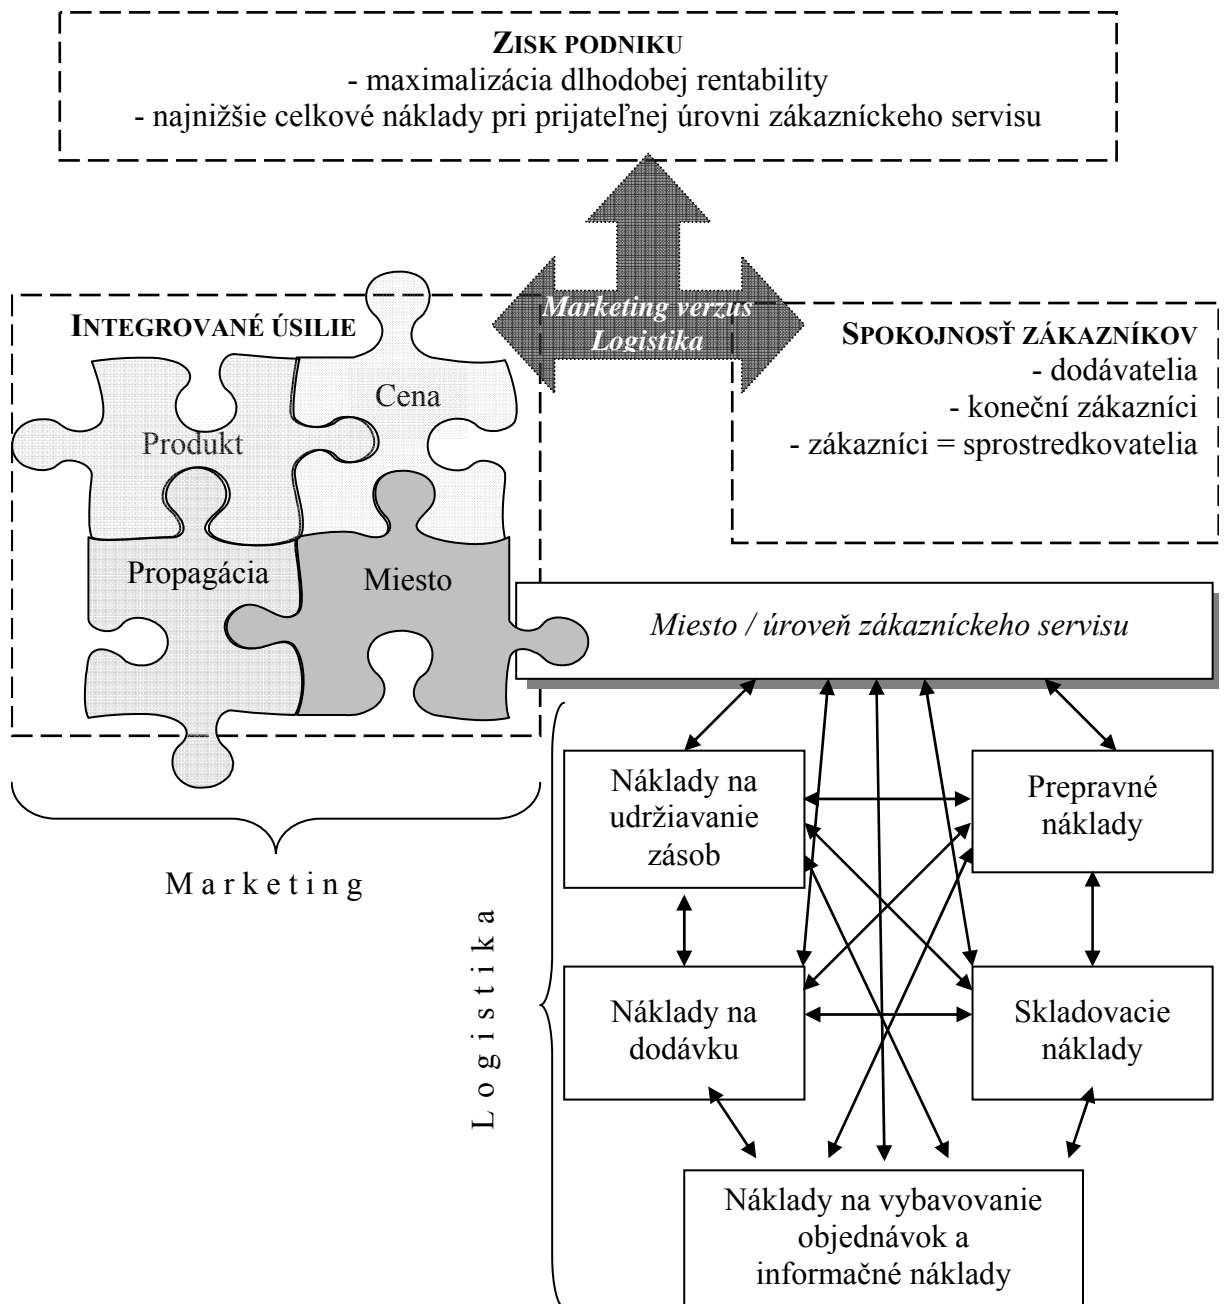 ZISK PODNIKU
- maximalizácia dlhodobej rentability
- najnižšie celkové náklady pri prijateľnej úrovni zákazníckeho servisu
Marketing verzus
Logistika
INTEGROVANÉ ÚSILIE
Cena
Produkt
Propagácia
Miesto
SPOKOJNOSŤ ZÁKAZNÍKOV
- dodávatelia
- koneční zákazníci
- zákazníci = sprostredkovatelia
Miesto / úroveň zákazníckeho servisu
Marketing
Logistika
Náklady na
udržiavanie
zásob
Prepravné
náklady
Náklady na
dodávku
Skladovacie
náklady
Náklady na vybavovanie
objednávok a
informačné náklady